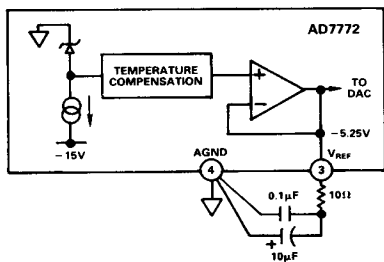 AD7772
TEMPERATURE
COMPENSATION
+
−
TO
DAC
−5.25V
−15V
AGND
VREF
4
3
0.1µF
10Ω
+
10µF